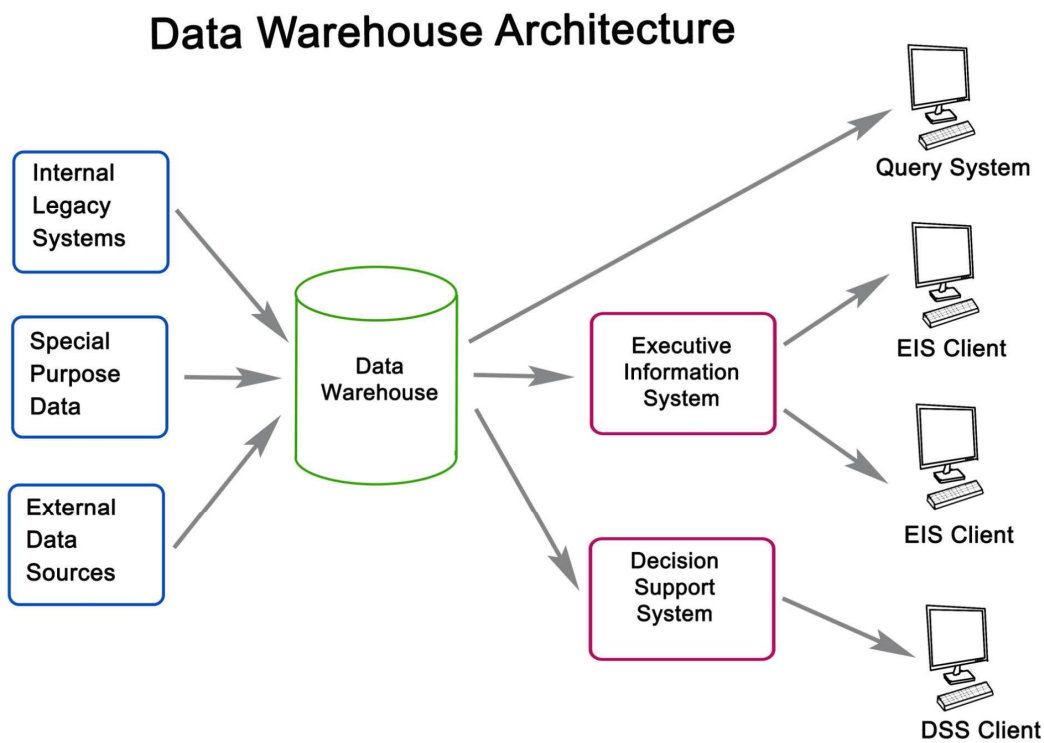 Data Warehouse Architecture
Internal
Legacy
Systems
Special
Purpose
Data
External
Data
Sources
Data
Warehouse
Executive
Information
System
Decision
Support
System
Query System
EIS Client
EIS Client
DSS Client